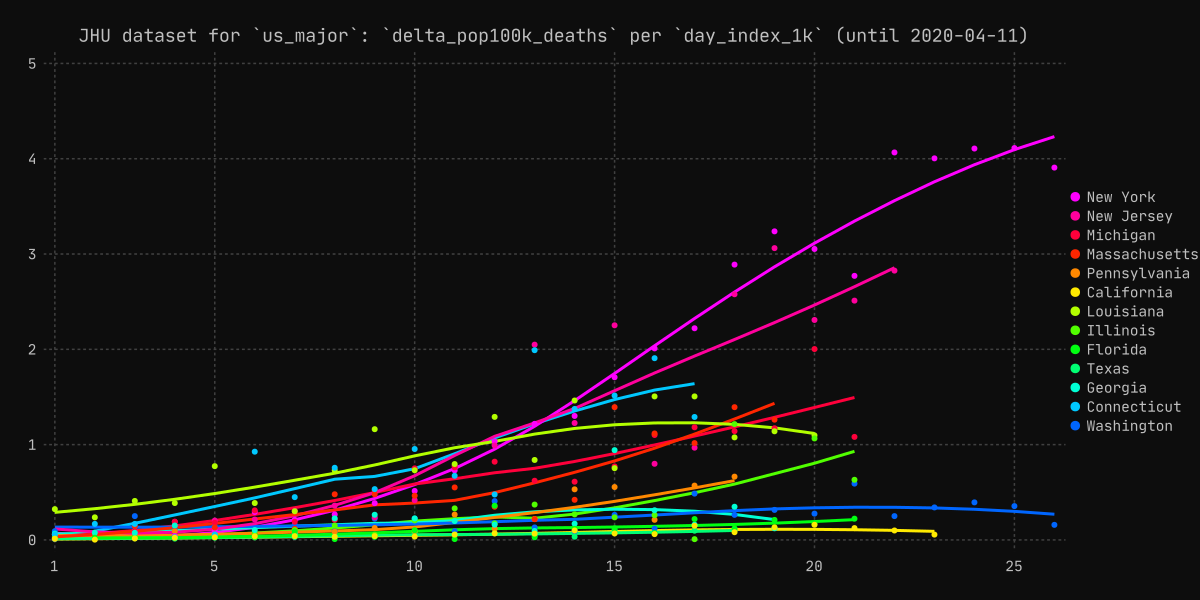 JHU dataset for `us_major`: `delta_pop100k_deaths` per `day_index_1k` (until 2020-04-11)
5
4
3
2
1
0
1 5 10 15 20 25
New York
New Jersey
Michigan
Massachusetts
Pennsylvania
California
Louisiana
Illinois
Florida
Texas
Georgia
Connecticut
Washington